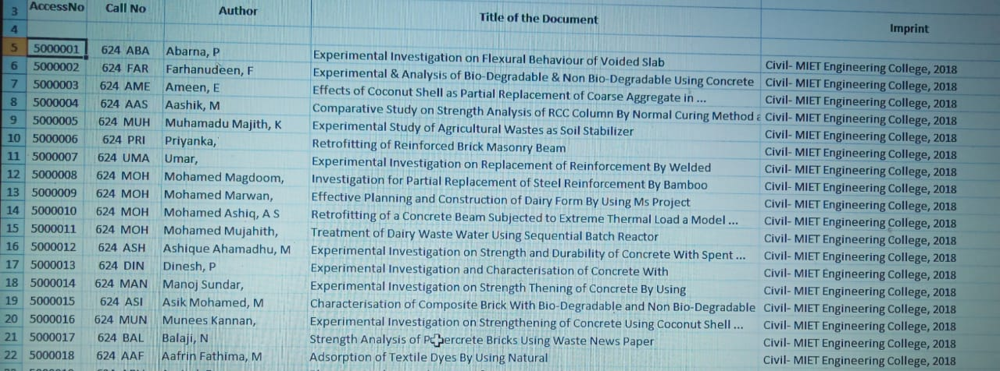 AccessNo Call No Author Title of the Document Imprint
3
4
5 5000001 624 ABA Abarna, P Experimental Investigation on Flexural Behaviour of Voided Slab Civil- MIET Engineering College, 2018
6 5000002 624 FAR Farhanudeen, F Experimental & Analysis of Bio-Degradable & Non Bio-Degradable Using Concrete Civil- MIET Engineering College, 2018
7 5000003 624 AME Ameen, E Effects of Coconut Shell as Partial Replacement of Coarse Aggregate in ... Civil- MIET Engineering College, 2018
8 5000004 624 AAS Aashik, M Comparative Study on Strength Analysis of RCC Column By Normal Curing Method a Civil- MIET Engineering College, 2018
9 5000005 624 MUH Muhamadu Majith, K Experimental Study of Agricultural Wastes as Soil Stabilizer Civil- MIET Engineering College, 2018
10 5000006 624 PRI Priyanka, Retrofitting of Reinforced Brick Masonry Beam Civil- MIET Engineering College, 2018
11 5000007 624 UMA Umar, Experimental Investigation on Replacement of Reinforcement By Welded Civil- MIET Engineering College, 2018
12 5000008 624 MOH Mohamed Magdoom, Investigation for Partial Replacement of Steel Reinforcement By Bamboo Civil- MIET Engineering College, 2018
13 5000009 624 MOH Mohamed Marwan, Effective Planning and Construction of Dairy Form By Using Ms Project Civil- MIET Engineering College, 2018
14 5000010 624 MOH Mohamed Ashiq, A S Retrofitting of a Concrete Beam Subjected to Extreme Thermal Load a Model ... Civil- MIET Engineering College, 2018
15 5000011 624 MOH Mohamed Mujahith, Treatment of Dairy Waste Water Using Sequential Batch Reactor Civil- MIET Engineering College, 2018
16 5000012 624 ASH Ashique Ahamadhu, M Experimental Investigation on Strength and Durability of Concrete With Spent ... Civil- MIET Engineering College, 2018
17 5000013 624 DIN Dinesh, P Experimental Investigation and Characterisation of Concrete With Civil- MIET Engineering College, 2018
18 5000014 624 MAN Manoj Sundar, Experimental Investigation on Strength Thening of Concrete By Using Civil- MIET Engineering College, 2018
19 5000015 624 ASI Asik Mohamed, M Characterisation of Composite Brick With Bio-Degradable and Non Bio-Degradable Civil- MIET Engineering College, 2018
20 5000016 624 MUN Munees Kannan, Experimental Investigation on Strengthening of Concrete Using Coconut Shell ... Civil- MIET Engineering College, 2018
21 5000017 624 BAL Balaji, N Strength Analysis of Bricks Using Waste News Paper Civil- MIET Engineering College, 2018
22 5000018 624 AAF Aafrin Fathima, M Adsorption of Textile Dyes By Using Natural Civil- MIET Engineering College, 2018